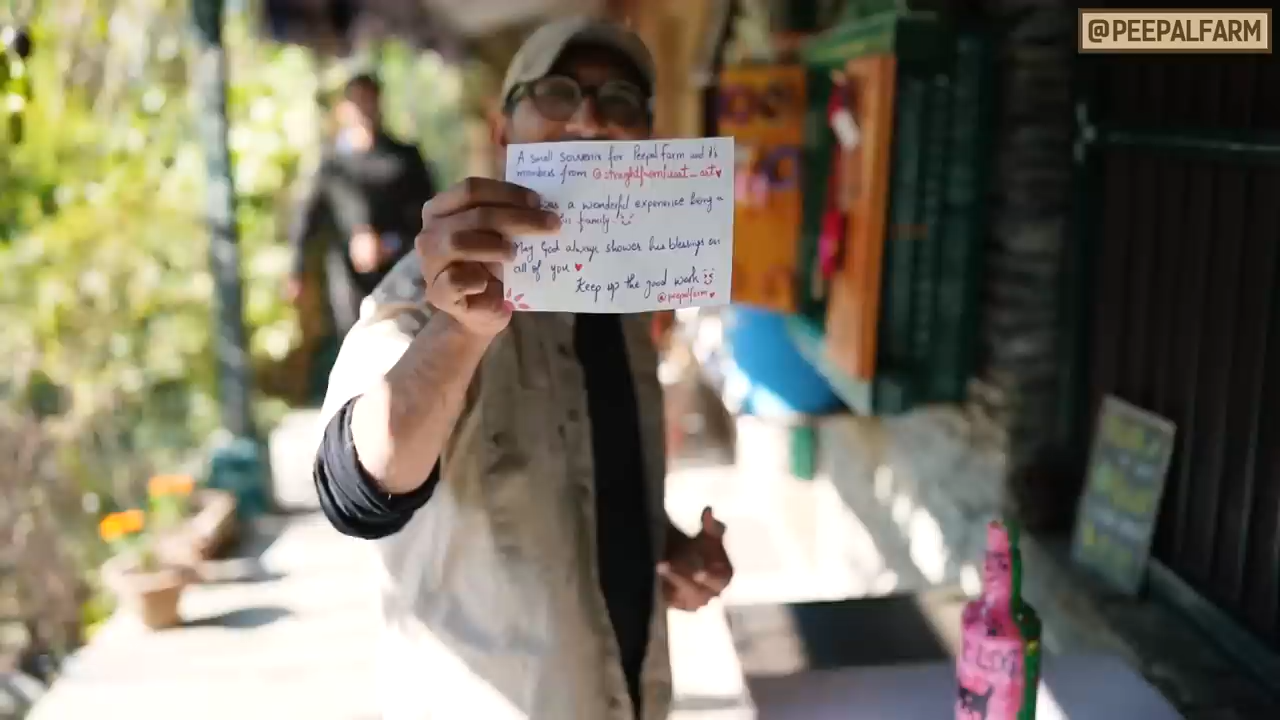 @PEEPALFARM
A small souvenir for Peepal Farm and it's
members from
was a wonderful experience being a
family
May God always shower his blessings on
all of you
Keep up the good work
@peepalfarm